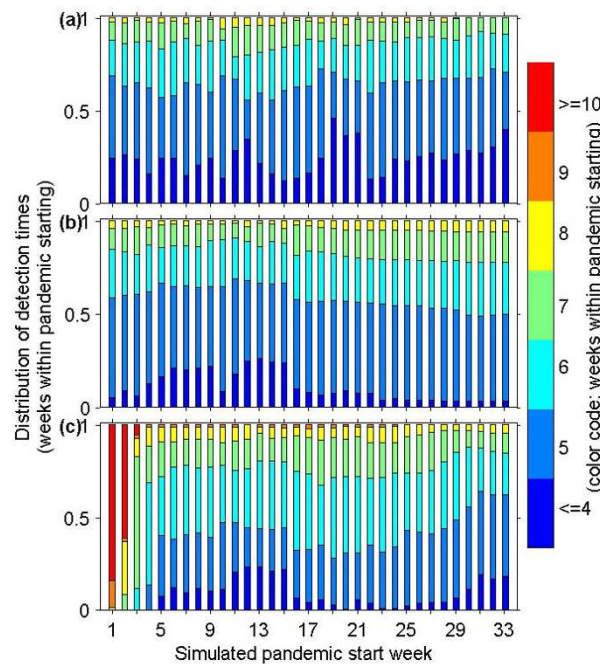 (a)1
0.5
0
(b)1
0.5
0
(c)1
0.5
0
1 5 9 13 17 21 25 29 33
Simulated pandemic start week
Distribution of detection times
(weeks within pandemic starting)
>=10
9
8
7
6
5
<=4
(color code: weeks within pandemic starting)